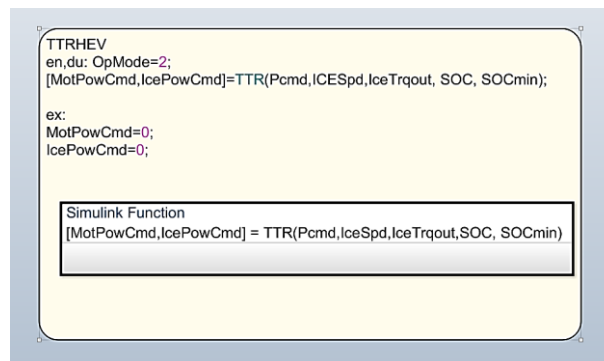 TTRHEV
en,du: OpMode=2;
[MotPowCmd,IcePowCmd]=TTR(Pcmd,ICESpd,IceTrqout, SOC, SOCmin);
ex:
MotPowCmd=0;
IcePowCmd=0;
Simulink Function
[MotPowCmd,IcePowCmd] = TTR(Pcmd,IceSpd,IceTrqout,SOC, SOCmin)